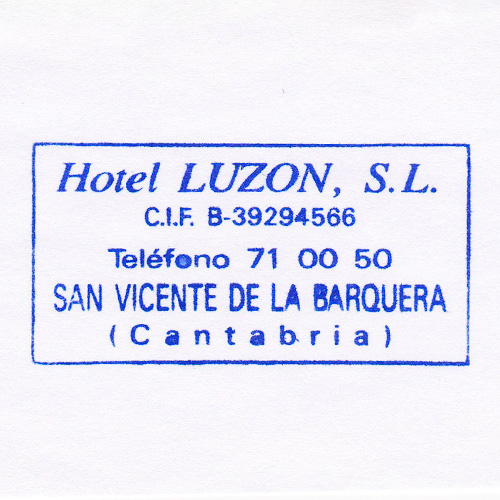 Hotel LUZON, S.L.
C.I.F. B-39294566
Teléfono 71 00 50
SAN VICENTE DE LA BARQUERA
(Cantabria)